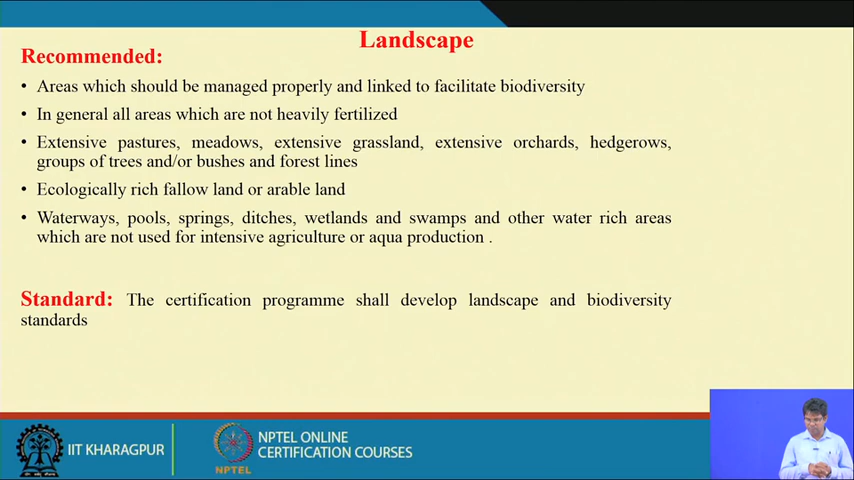 Landscape
Recommended:
• Areas which should be managed properly and linked to facilitate biodiversity
• In general all areas which are not heavily fertilized
• Extensive pastures, meadows, extensive grassland, extensive orchards, hedgerows,
groups of trees and/or bushes and forest lines
• Ecologically rich fallow land or arable land
• Waterways, pools, springs, ditches, wetlands and swamps and other water rich areas
which are not used for intensive agriculture or aqua production .
Standard: The certification programme shall develop landscape and biodiversity
standards
IIT KHARAGPUR
NPTEL
NPTEL ONLINE
CERTIFICATION COURSES